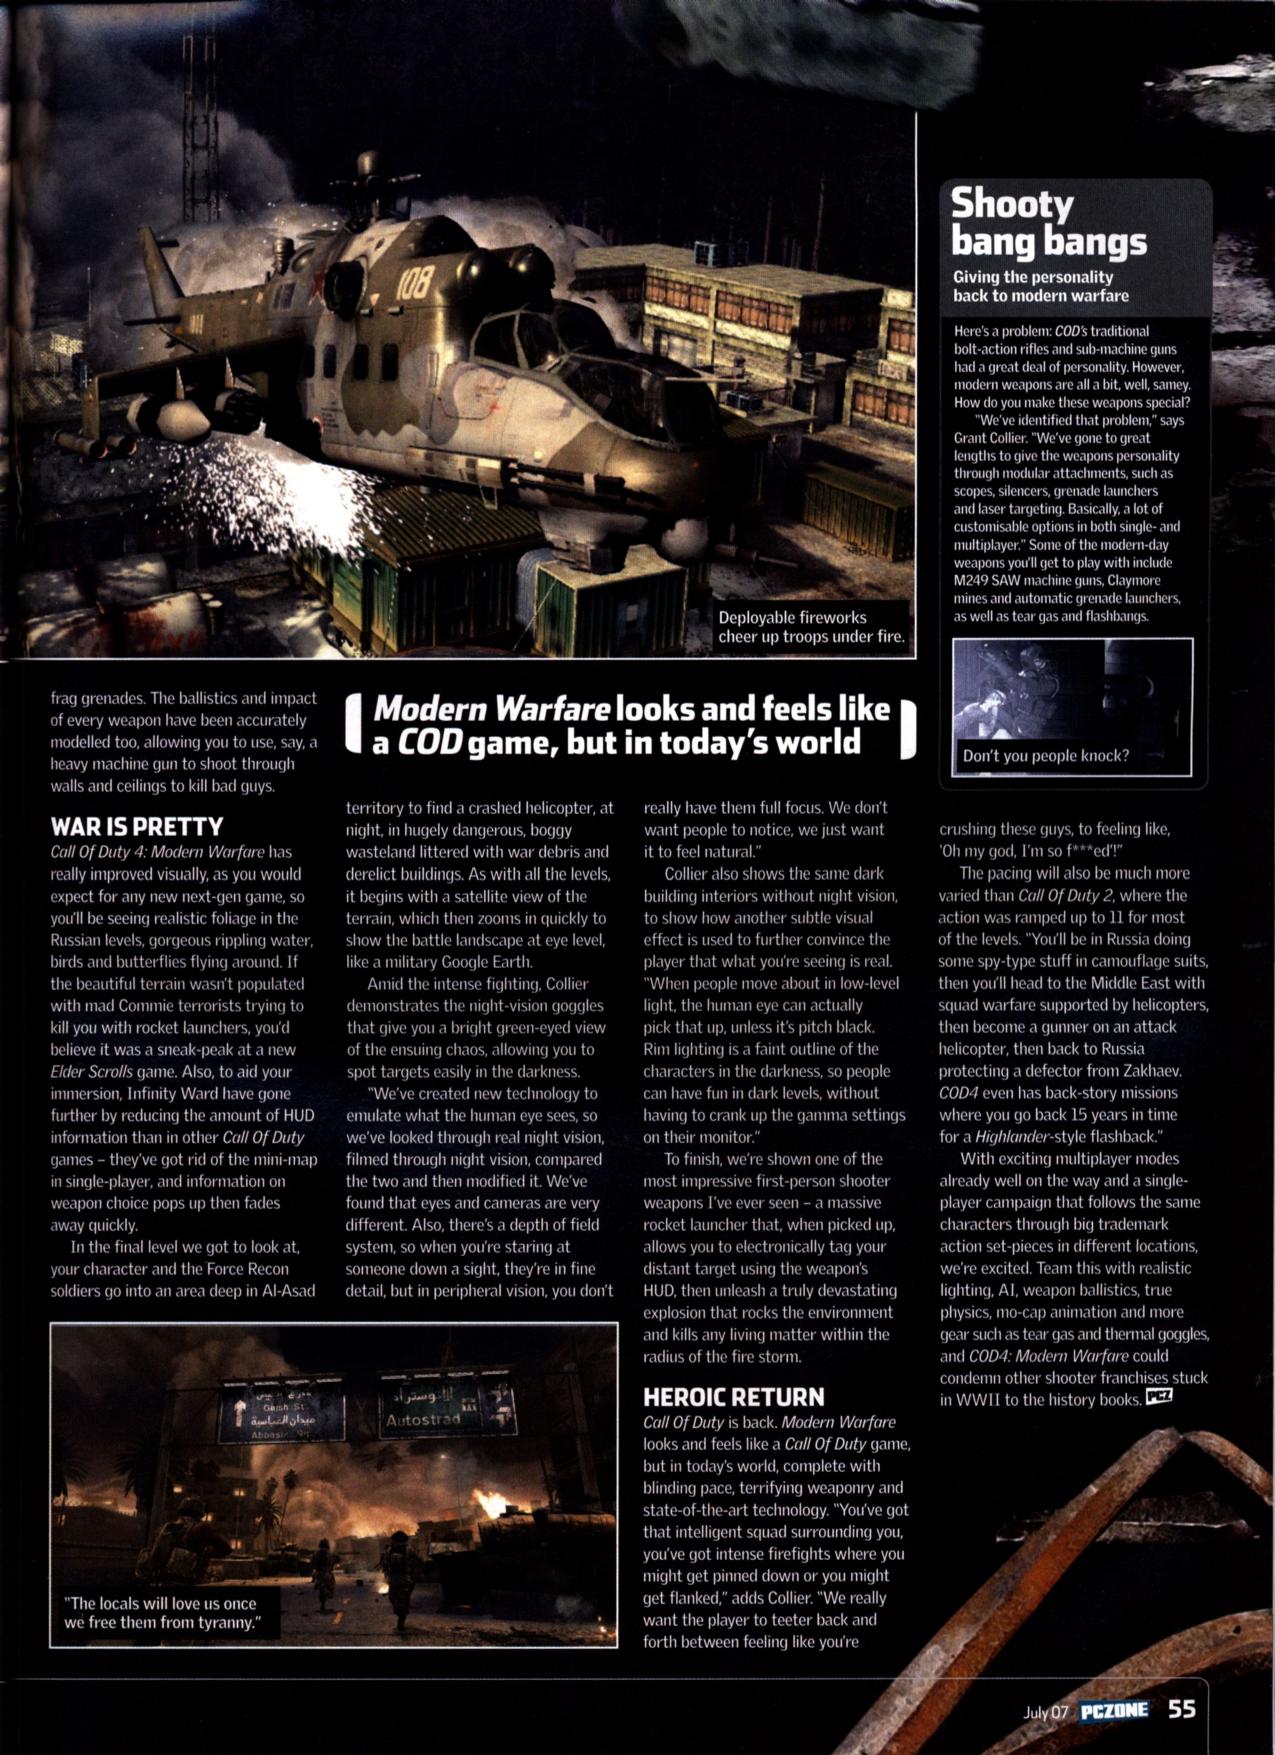 108
Deployable fireworks
cheer up troops under fire.
Shooty
bang bangs
Giving the personality
back to modern warfare
Here's a problem: COD's traditional
bolt-action rifles and sub-machine guns
had a great deal of personality. However,
modern weapons are all a bit, well, samey.
How do you make these weapons special?
"We've identified that problem," says
Grant Collier. "We've gone to great
lengths to give the weapons personality
through modular attachments, such as
scopes, silencers, grenade launchers
and laser targeting. Basically, a lot of
customisable options in both single- and
multiplayer." Some of the modern-day
weapons you'll get to play with include
M249 SAW machine guns, Claymore
mines and automatic grenade launchers,
as well as tear gas and flashbangs.
Don't you people knock?
Modern Warfare looks and feels like
a COD game, but in today's world
frag grenades. The ballistics and impact
of every weapon have been accurately
modelled too, allowing you to use, say, a
heavy machine gun to shoot through
walls and ceilings to kill bad guys.
WAR IS PRETTY
Call Of Duty 4: Modern Warfare has
really improved visually, as you would
expect for any new next-gen game, so
you'll be seeing realistic foliage in the
Russian levels, gorgeous rippling water,
birds and butterflies flying around. If
the beautiful terrain wasn't populated
with mad Commie terrorists trying to
kill you with rocket launchers, you'd
believe it was a sneak-peak at a new
Elder Scrolls game. Also, to aid your
immersion, Infinity Ward have gone
further by reducing the amount of HUD
information than in other Call Of Duty
games – they've got rid of the mini-map
in single-player, and information on
weapon choice pops up then fades
away quickly.
In the final level we got to look at,
your character and the Force Recon
soldiers go into an area deep in Al-Asad
territory to find a crashed helicopter, at
night, in hugely dangerous, boggy
wasteland littered with war debris and
derelict buildings. As with all the levels,
it begins with a satellite view of the
terrain, which then zooms in quickly to
show the battle landscape at eye level,
like a military Google Earth.
Amid the intense fighting, Collier
demonstrates the night-vision goggles
that give you a bright green-eyed view
of the ensuing chaos, allowing you to
spot targets easily in the darkness.
"We've created new technology to
emulate what the human eye sees, so
we've looked through real night vision,
filmed through night vision, compared
the two and then modified it. We've
found that eyes and cameras are very
different. Also, there's a depth of field
system, so when you're staring at
someone down a sight, they're in fine
detail, but in peripheral vision, you don't
really have them full focus. We don't
want people to notice, we just want
it to feel natural."
Collier also shows the same dark
building interiors without night vision,
to show how another subtle visual
effect is used to further convince the
player that what you're seeing is real.
"When people move about in low-level
light, the human eye can actually
pick that up, unless it's pitch black.
Rim lighting is a faint outline of the
characters in the darkness, so people
can have fun in dark levels, without
having to crank up the gamma settings
on their monitor."
To finish, we're shown one of the
most impressive first-person shooter
weapons I've ever seen – a massive
rocket launcher that, when picked up,
allows you to electronically tag your
distant target using the weapon's
HUD, then unleash a truly devastating
explosion that rocks the environment
and kills any living matter within the
radius of the fire storm.
HEROIC RETURN
Call Of Duty is back. Modern Warfare
looks and feels like a Call Of Duty game,
but in today's world, complete with
blinding pace, terrifying weaponry and
state-of-the-art technology. "You've got
that intelligent squad surrounding you,
you've got intense firefights where you
might get pinned down or you might
get flanked," adds Collier. "We really
want the player to teeter back and
forth between feeling like you're
crushing these guys, to feeling like,
'Oh my god, I'm so f***ed'!"
The pacing will also be much more
varied than Call Of Duty 2, where the
action was ramped up to 11 for most
of the levels. "You'll be in Russia doing
some spy-type stuff in camouflage suits,
then you'll head to the Middle East with
squad warfare supported by helicopters,
then become a gunner on an attack
helicopter, then back to Russia
protecting a defector from Zakhaev.
COD4 even has back-story missions
where you go back 15 years in time
for a Highlander-style flashback."
With exciting multiplayer modes
already well on the way and a single-
player campaign that follows the same
characters through big trademark
action set-pieces in different locations,
we're excited. Team this with realistic
lighting, AI, weapon ballistics, true
physics, mo-cap animation and more
gear such as tear gas and thermal goggles,
and COD4: Modern Warfare could
condemn other shooter franchises stuck
in WWII to the history books. PCZ
Geish St.
ميدان العباسية
الاوتوستراد
Autostrad
"The locals will love us once
we free them from tyranny."
July 07 PCZONE 55